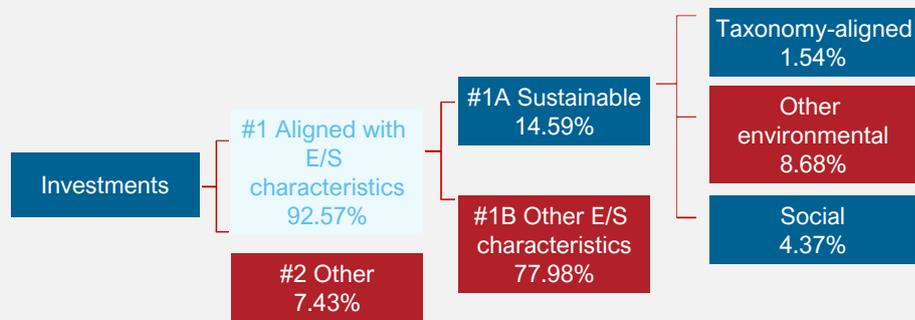 Investments
#1 Aligned with
E/S
characteristics
92.57%
#2 Other
7.43%
#1A Sustainable
14.59%
#1B Other E/S
characteristics
77.98%
Taxonomy-aligned
1.54%
Other
environmental
8.68%
Social
4.37%